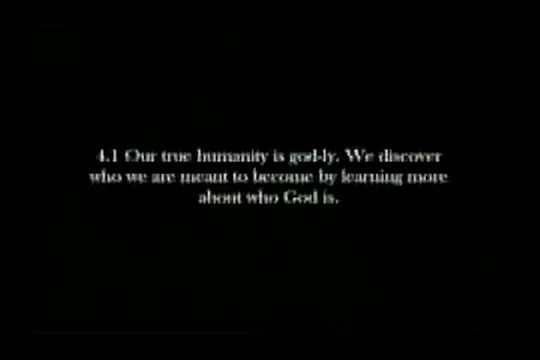 4.1 Our true humanity is god-ly. We discover
who we are meant to become by learning more
about who God is.